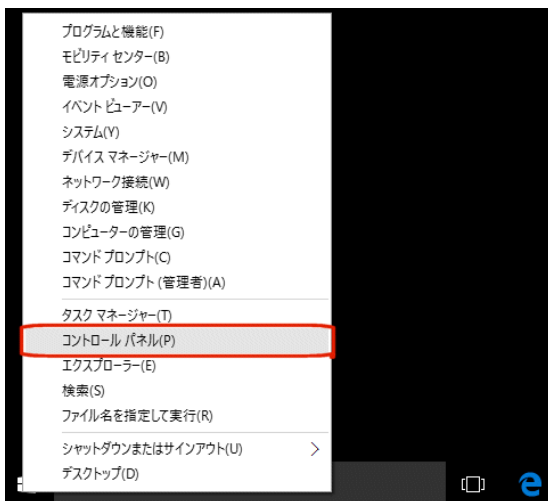 プログラムと機能(F)
モビリティ センター(B)
電源オプション(O)
イベント ビューアー(V)
システム(Y)
デバイス マネージャー(M)
ネットワーク接続(W)
ディスクの管理(K)
コンピューターの管理(G)
コマンド プロンプト(C)
コマンド プロンプト (管理者)(A)
タスク マネージャー(T)
コントロール パネル(P)
エクスプローラー(E)
検索(S)
ファイル名を指定して実行(R)
シャットダウンまたはサインアウト(U)
デスクトップ(D)